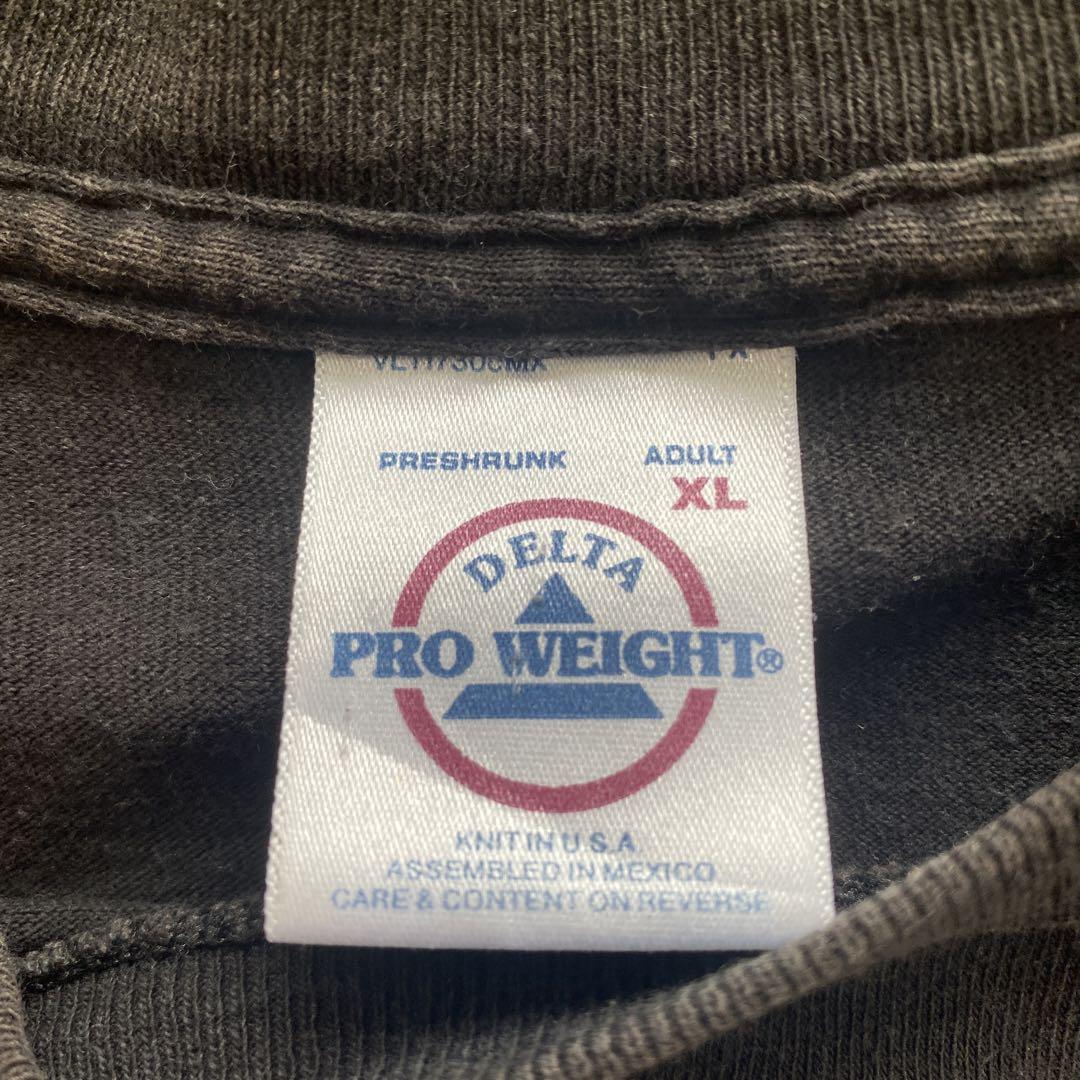 PRESHRUNK ADULT
XL
DELTA
PRO WEIGHT®
KNIT IN U.S.A.
ASSEMBLED IN MEXICO
CARE & CONTENT ON REVERSE